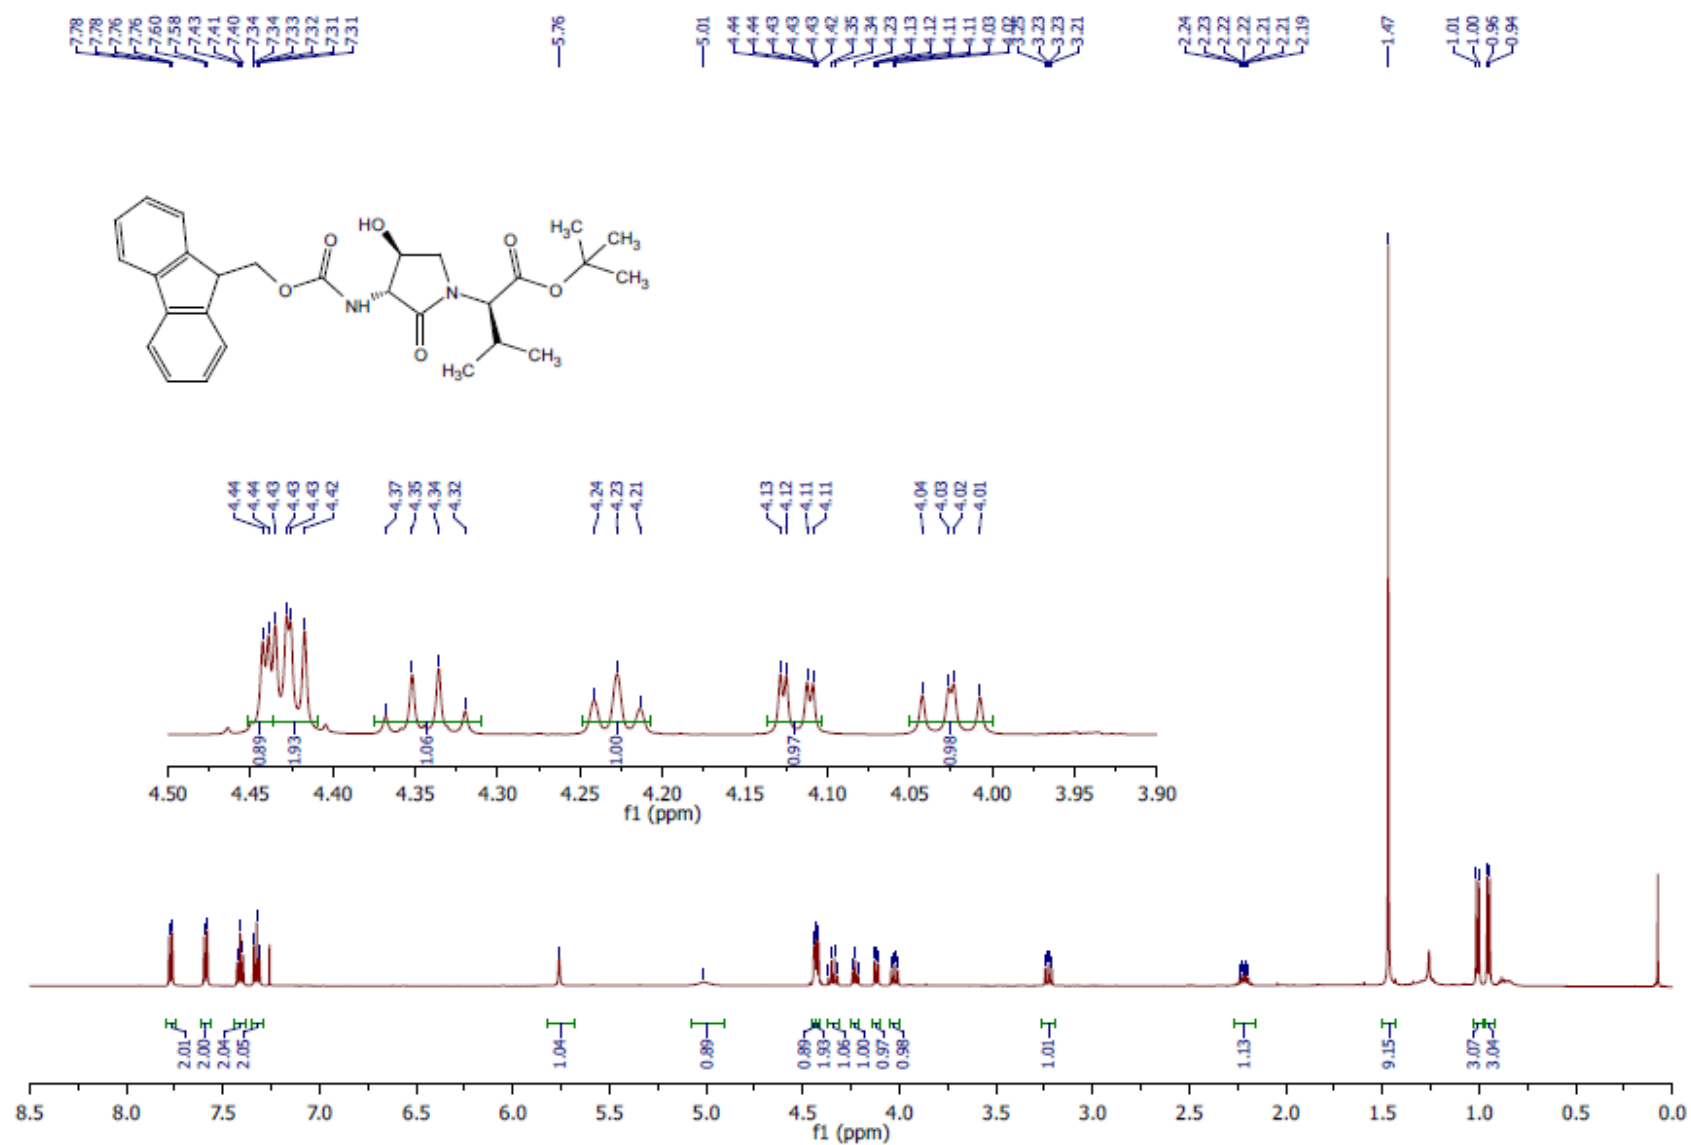 7.78 7.78 7.76 7.76 7.60 7.58 7.43 7.41 7.40 7.34 7.34 7.33 7.32 7.31 7.31 5.76 5.01 4.44 4.44 4.43 4.43 4.43 4.42 4.35 4.34 4.23 4.13 4.12 4.11 4.11 4.03 4.02 3.25 3.23 3.23 3.21 2.24 2.23 2.22 2.22 2.21 2.21 2.19 1.47 1.01 1.00 0.96 0.94
HO O O H₃C CH₃
O O CH₃
NH N
O
H₃C CH₃
4.44 4.44 4.43 4.43 4.43 4.42 4.37 4.35 4.34 4.32 4.24 4.23 4.21 4.13 4.12 4.11 4.11 4.04 4.03 4.02 4.01
0.89 1.93 1.06 1.00 0.97 0.98
4.50 4.45 4.40 4.35 4.30 4.25 4.20 4.15 4.10 4.05 4.00 3.95 3.90
f1 (ppm)
2.01 2.00 2.04 2.05 1.04 0.89 0.89 1.93 1.06 1.00 0.97 0.98 1.01 1.13 9.15 3.07 3.04
8.5 8.0 7.5 7.0 6.5 6.0 5.5 5.0 4.5 4.0 3.5 3.0 2.5 2.0 1.5 1.0 0.5 0.0
f1 (ppm)